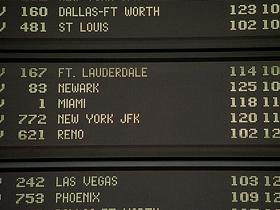 160 DALLAS-FT WORTH 123 10
481 ST LOUIS 102 10
167 FT. LAUDERDALE 114 10
83 NEWARK 125 10
1 MIAMI 118 11
772 NEW YORK JFK 120 11
621 RENO 102 10
242 LAS VEGAS 103 12
753 PHOENIX 109 12